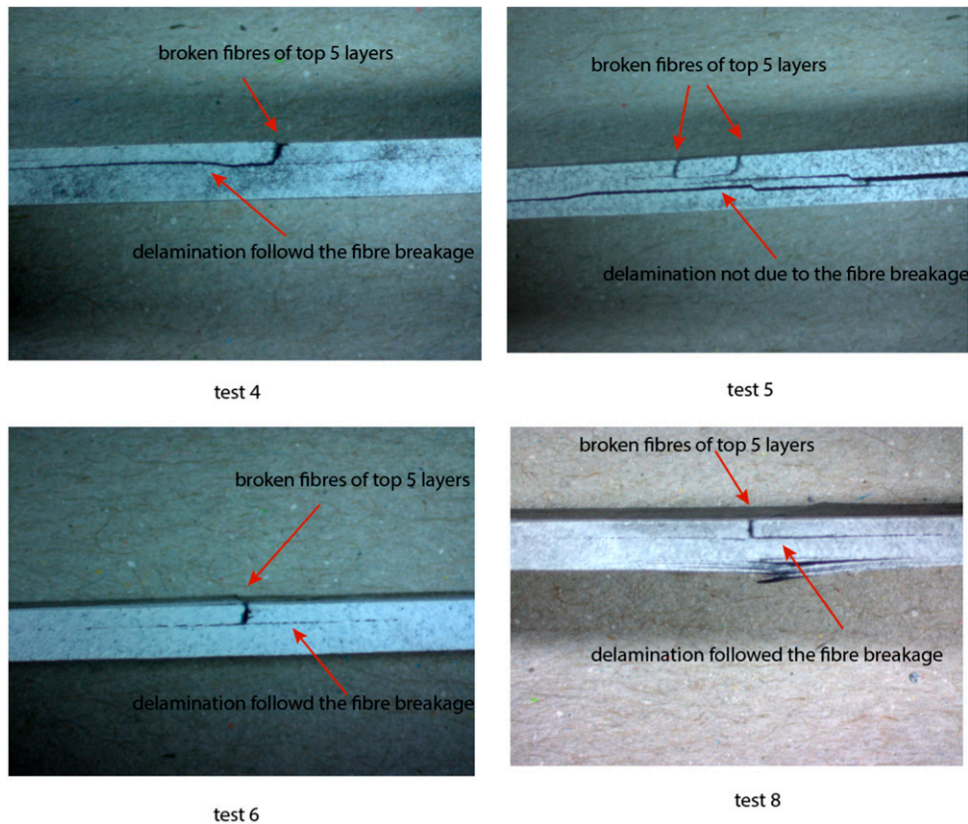 broken fibres of top 5 layers
delamination followd the fibre breakage
test 4
broken fibres of top 5 layers
delamination not due to the fibre breakage
test 5
broken fibres of top 5 layers
delamination followd the fibre breakage
test 6
broken fibres of top 5 layers
delamination followed the fibre breakage
test 8